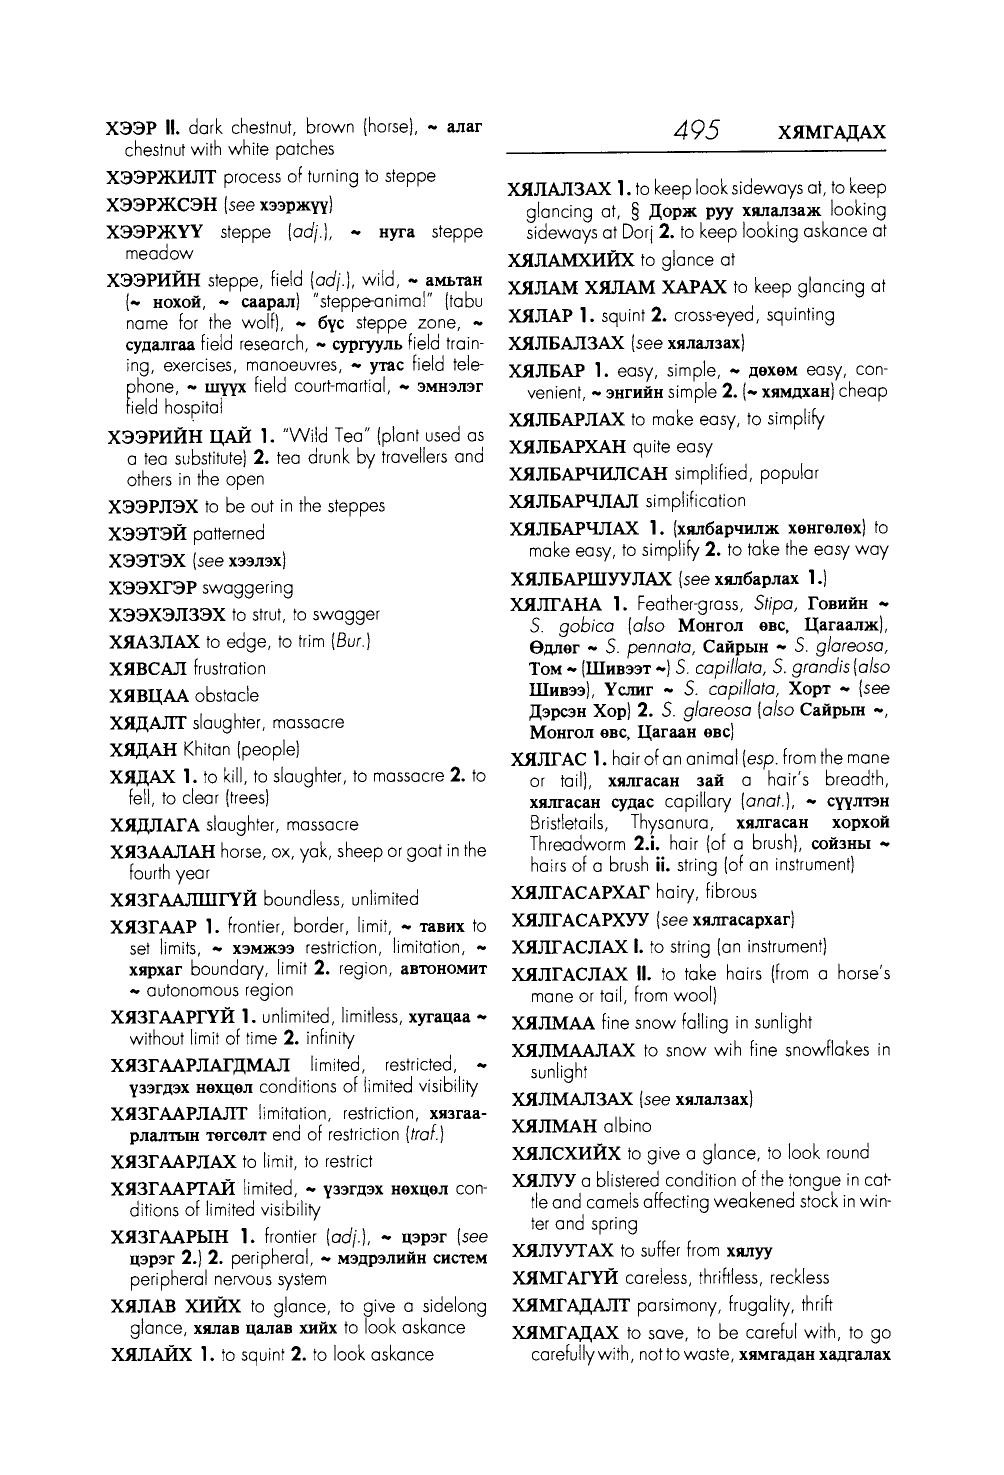 ХЭЭР II. dark chestnut, brown (horse), ~ алаг
chestnut with white patches
ХЭЭРЖИЛТ process of turning to steppe
ХЭЭРЖСЭН (see хээржүү)
ХЭЭРЖҮҮ steppe (adj.), ~ нуга steppe
meadow
ХЭЭРИЙН steppe, field (adj.), wild, ~ амьтан
(~ нохой, ~ саарал) "steppe-animal" (tabu
name for the wolf), ~ бүс steppe zone, ~
судалгаа field research, ~ сургууль field train-
ing, exercises, manoeuvres, ~ утас field tele-
phone, ~ шүүх field court-martial, ~ эмнэлэг
field hospital
ХЭЭРИЙН ЦАЙ 1. "Wild Tea" (plant used as
a tea substitute) 2. tea drunk by travellers and
others in the open
ХЭЭРЛЭХ to be out in the steppes
ХЭЭТЭЙ patterned
ХЭЭТЭХ (see хээлэх)
ХЭЭХГЭР swaggering
ХЭЭХЭЛЗЭХ to strut, to swagger
ХЯАЗЛАХ to edge, to trim (Bur.)
ХЯВСАЛ frustration
ХЯВЦАА obstacle
ХЯДАЛТ slaughter, massacre
ХЯДАН Khitan (people)
ХЯДАХ 1. to kill, to slaughter, to massacre 2. to
fell, to clear (trees)
ХЯДЛАГА slaughter, massacre
ХЯЗААЛАН horse, ox, yak, sheep or goat in the
fourth year
ХЯЗГААЛШГҮЙ boundless, unlimited
ХЯЗГААР 1. frontier, border, limit, ~ тавих to
set limits, ~ хэмжээ restriction, limitation, ~
хярхаг boundary, limit 2. region, автономит
~ autonomous region
ХЯЗГААРГҮЙ 1. unlimited, limitless, хугацаа ~
without limit of time 2. infinity
ХЯЗГААРЛАГДМАЛ limited, restricted, ~
үзэгдэх нөхцөл conditions of limited visibility
ХЯЗГААРЛАЛТ limitation, restriction, хязгаа-
рлалтын төгсөлт end of restriction (traf.)
ХЯЗГААРЛАХ to limit, to restrict
ХЯЗГААРТАЙ limited, ~ үзэгдэх нөхцөл con-
ditions of limited visibility
ХЯЗГААРЫН 1. frontier (adj.), ~ цэрэг (see
цэрэг 2.) 2. peripheral, ~ мэдрэлийн систем
peripheral nervous system
ХЯЛАВ ХИЙХ to glance, to give a sidelong
glance, хялав цалав хийх to look askance
ХЯЛАЙХ 1. to squint 2. to look askance
495 ХЯМГАДАХ
ХЯЛАЛЗАХ 1. to keep look sideways at, to keep
glancing at, § Дорж руу хялалзаж looking
sideways at Dorj 2. to keep looking askance at
ХЯЛАМХИЙХ to glance at
ХЯЛАМ ХЯЛАМ ХАРАХ to keep glancing at
ХЯЛАР 1. squint 2. cross-eyed, squinting
ХЯЛБАЛЗАХ (see хялалзах)
ХЯЛБАР 1. easy, simple, ~ дөхөм easy, con-
venient, ~ энгийн simple 2. (~ хямдхан) cheap
ХЯЛБАРЛАХ to make easy, to simplify
ХЯЛБАРХАН quite easy
ХЯЛБАРЧИЛСАН simplified, popular
ХЯЛБАРЧЛАЛ simplification
ХЯЛБАРЧЛАХ 1. (хялбарчилж хөнгөлөх) to
make easy, to simplify 2. to take the easy way
ХЯЛБАРШУУЛАХ (see хялбарлах 1.)
ХЯЛГАНА 1. Feather-grass, Stipa, Говийн ~
S. gobica (also Монгол өвс, Цагаалж),
Өдлөг ~ S. pennata, Сайрын ~ S. glareosa,
Том ~ (Шивээт ~) S. capillata, S. grandis (also
Шивээ), Үслиг ~ S. capillata, Хорт ~ (see
Дэрсэн Хор) 2. S. glareosa (also Сайрын ~,
Монгол өвс, Цагаан өвс)
ХЯЛГАС 1. hair of an animal (esp. from the mane
or tail), хялгасан зай a hair's breadth,
хялгасан судас capillary (anat.), ~ сүүлтэн
Bristletails, Thysanura, хялгасан хорхой
Threadworm 2.i. hair (of a brush), сойзны ~
hairs of a brush ii. string (of an instrument)
ХЯЛГАСАРХАГ hairy, fibrous
ХЯЛГАСАРХУУ (see хялгасархаг)
ХЯЛГАСЛАХ I. to string (an instrument)
ХЯЛГАСЛАХ II. to take hairs (from a horse's
mane or tail, from wool)
ХЯЛМАА fine snow falling in sunlight
ХЯЛМААЛАХ to snow wih fine snowflakes in
sunlight
ХЯЛМАЛЗАХ (see хялалзах)
ХЯЛМАН albino
ХЯЛСХИЙХ to give a glance, to look round
ХЯЛУУ a blistered condition of the tongue in cat-
tle and camels affecting weakened stock in win-
ter and spring
ХЯЛУУТАХ to suffer from хялуу
ХЯМГАГҮЙ careless, thriftless, reckless
ХЯМГАДАЛТ parsimony, frugality, thrift
ХЯМГАДАХ to save, to be careful with, to go
carefully with, not to waste, хямгадан хадгалах